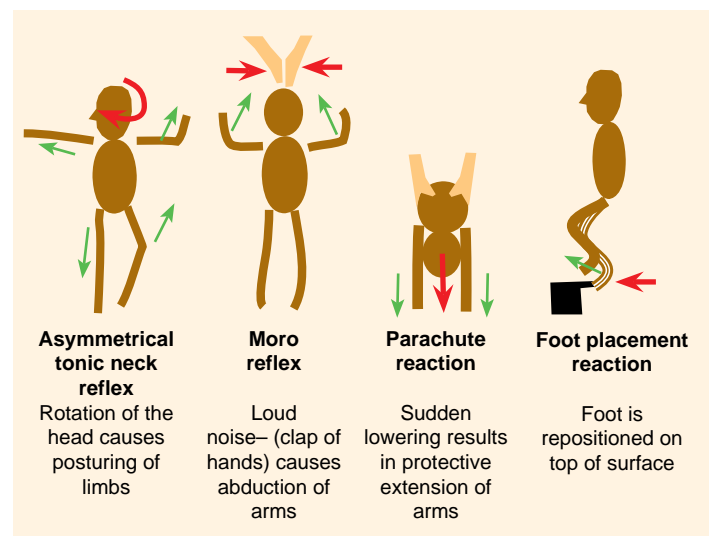 Asymmetrical
tonic neck
reflex
Rotation of the
head causes
posturing of
limbs
Moro
reflex
Loud
noise– (clap of
hands) causes
abduction of
arms
Parachute
reaction
Sudden
lowering results
in protective
extension of
arms
Foot placement
reaction
Foot is
repositioned on
top of surface